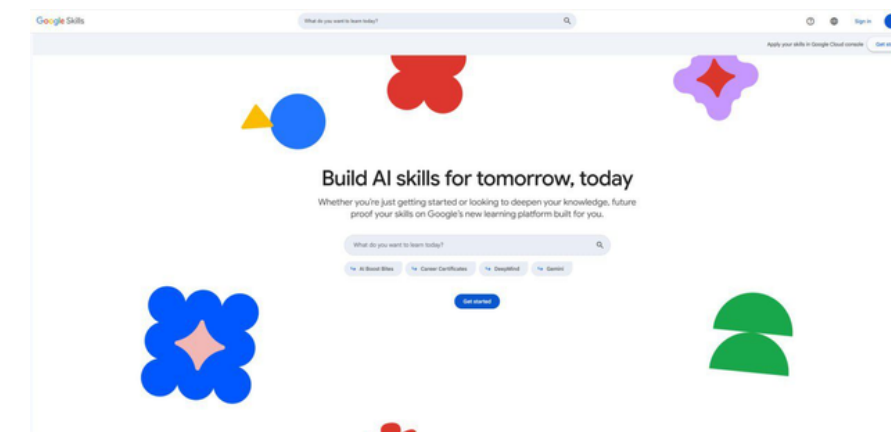 Google Skills
What do you want to learn today?
Sign in
Apply your skills in Google Cloud console
Build AI skills for tomorrow, today
Whether you're just getting started or looking to deepen your knowledge, future
proof your skills on Google's new learning platform built for you.
What do you want to learn today?
AI Boost Bites
Career Certificates
DeepMind
Gemini
Get started